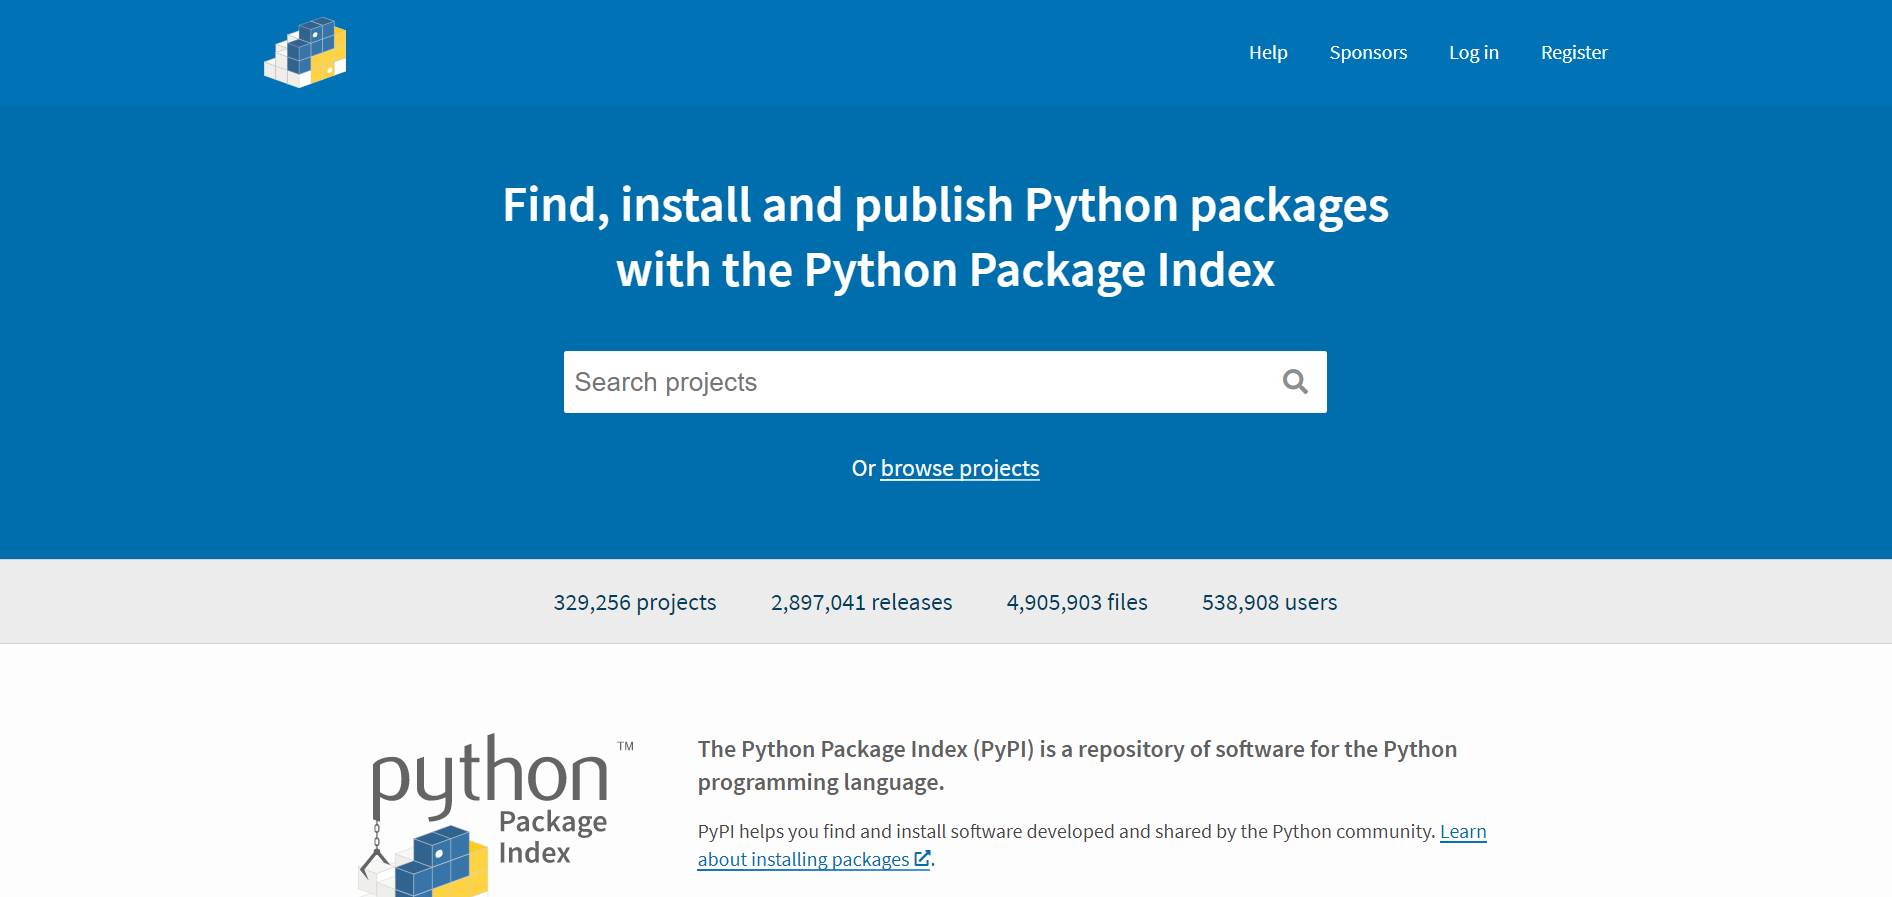 Help Sponsors Log in Register
Find, install and publish Python packages
with the Python Package Index
Search projects
Or browse projects
329,256 projects 2,897,041 releases 4,905,903 files 538,908 users
python™
Package
Index
The Python Package Index (PyPI) is a repository of software for the Python
programming language.
PyPI helps you find and install software developed and shared by the Python community. Learn
about installing packages.